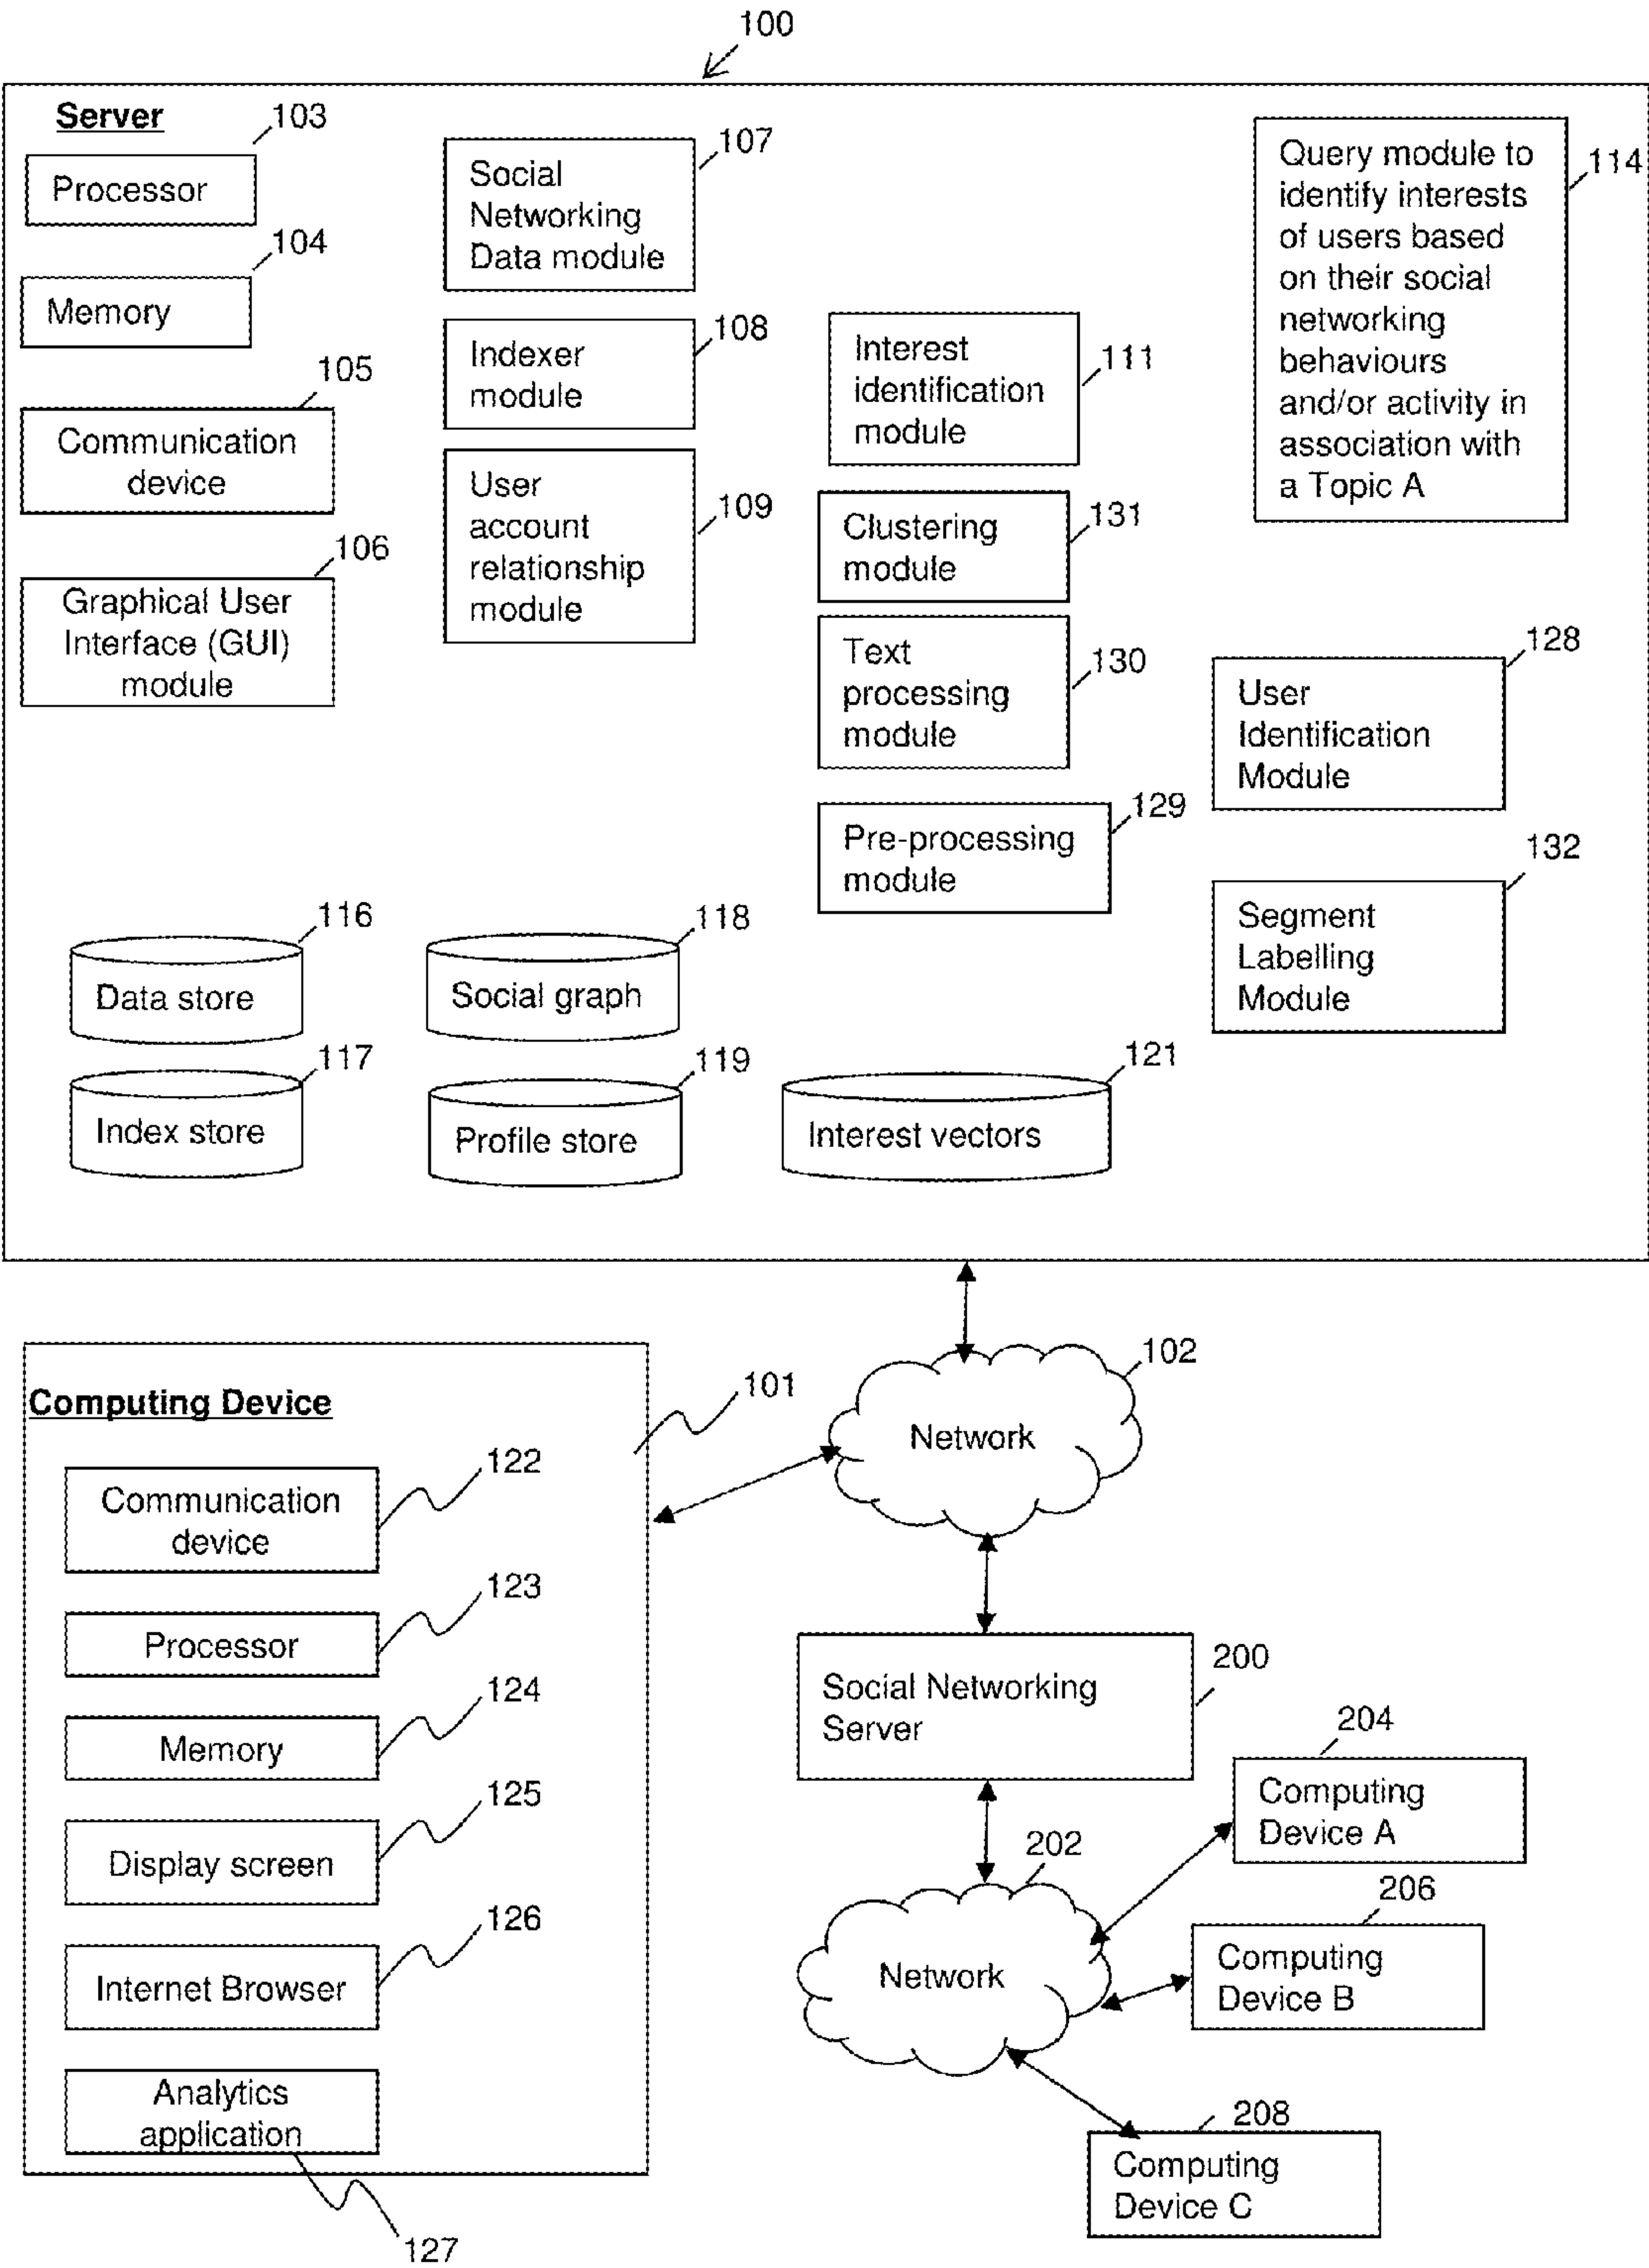 100
Server
103
Processor
104
Memory
105
Communication
device
106
Graphical User
Interface (GUI)
module
107
Social
Networking
Data module
108
Indexer
module
109
User
account
relationship
module
111
Interest
identification
module
131
Clustering
module
130
Text
processing
module
129
Pre-processing
module
114
Query module to
identify interests
of users based
on their social
networking
behaviours
and/or activity in
association with
a Topic A
128
User
Identification
Module
132
Segment
Labelling
Module
116
Data store
117
Index store
118
Social graph
119
Profile store
121
Interest vectors
Computing Device
101
122
Communication
device
123
Processor
124
Memory
125
Display screen
126
Internet Browser
Analytics
application
127
102
Network
200
Social Networking
Server
202
Network
204
Computing
Device A
206
Computing
Device B
208
Computing
Device C